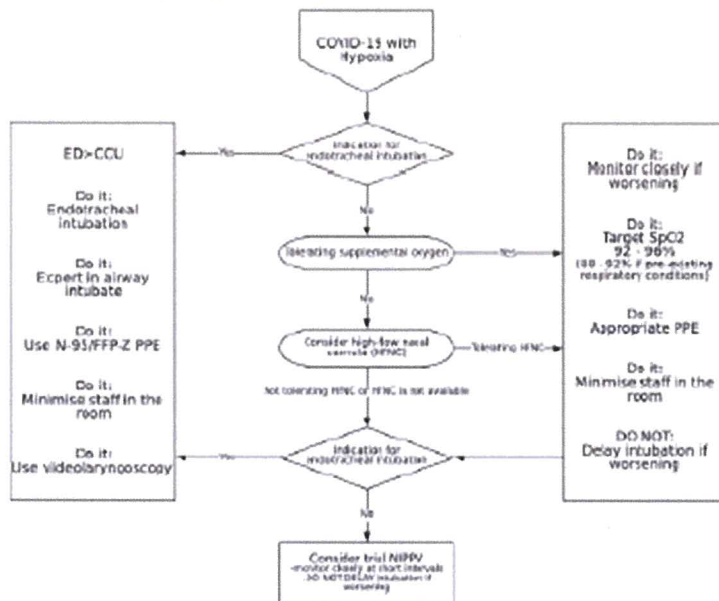 COVID-19 with
Hypoxia
Indication for
endotracheal intubation
Yes
No
ED>CCU
Do it:
Endotracheal
intubation
Do it:
Expert in airway
intubate
Do it:
Use N-95/FFP-2 PPE
Do it:
Minimise staff in the
room
Do it:
Use videolaryngoscopy
Tolerating supplemental oxygen
Yes
No
Consider high-flow nasal
cannula (HFNC)
Tolerating HFNC
Not tolerating HFNC or HFNC is not available
Indication for
endotracheal intubation
Yes
No
Consider trial NIPPV
-monitor closely at short intervals
-DO NOT DELAY intubation if
worsening
Do it:
Monitor closely if
worsening
Do it:
Target SpO2
92 - 96%
(88 - 92% if pre-existing
respiratory conditions)
Do it:
Appropriate PPE
Do it:
Minimise staff in the
room
DO NOT:
Delay intubation if
worsening